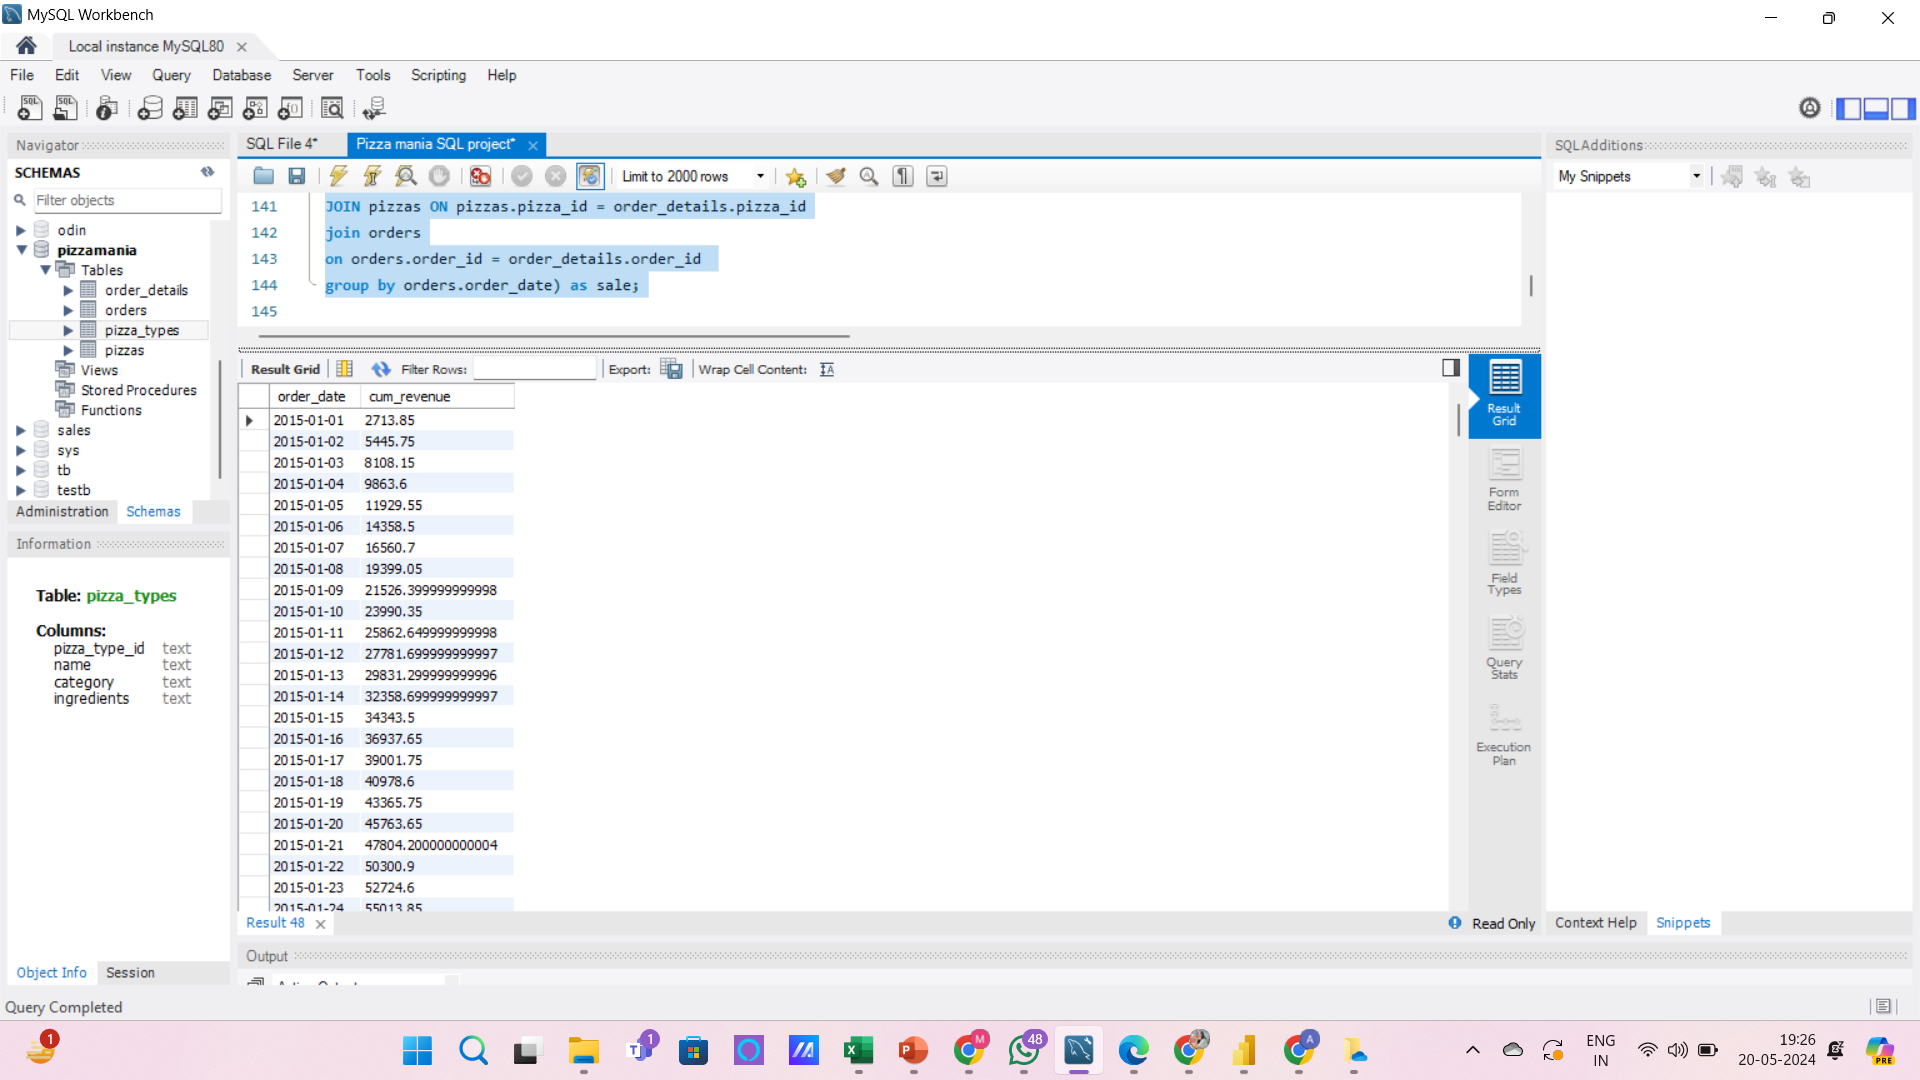 MySQL Workbench
Local instance MySQL80
File Edit View Query Database Server Tools Scripting Help
Navigator
SCHEMAS
Filter objects
odin
pizzamania
Tables
order_details
orders
pizza_types
pizzas
Views
Stored Procedures
Functions
sales
sys
tb
testb
Administration Schemas
Information
Table: pizza_types
Columns:
pizza_type_id text
name text
category text
ingredients text
Object Info Session
SQL File 4* Pizza mania SQL project*
Limit to 2000 rows
141 JOIN pizzas ON pizzas.pizza_id = order_details.pizza_id
142 join orders
143 on orders.order_id = order_details.order_id
144 group by orders.order_date) as sale;
145
Result Grid Filter Rows: Export: Wrap Cell Content:
order_date cum_revenue
2015-01-01 2713.85
2015-01-02 5445.75
2015-01-03 8108.15
2015-01-04 9863.6
2015-01-05 11929.55
2015-01-06 14358.5
2015-01-07 16560.7
2015-01-08 19399.05
2015-01-09 21526.399999999998
2015-01-10 23990.35
2015-01-11 25862.649999999998
2015-01-12 27781.699999999997
2015-01-13 29831.299999999996
2015-01-14 32358.699999999997
2015-01-15 34343.5
2015-01-16 36937.65
2015-01-17 39001.75
2015-01-18 40978.6
2015-01-19 43365.75
2015-01-20 45763.65
2015-01-21 47804.200000000004
2015-01-22 50300.9
2015-01-23 52724.6
2015-01-24 55013.85
Result Grid
Form Editor
Field Types
Query Stats
Execution Plan
Result 48
Read Only
Output
SQLAdditions
My Snippets
Context Help Snippets
Query Completed
1
1
M
48
A
ENG
IN
19:26
20-05-2024
PRE